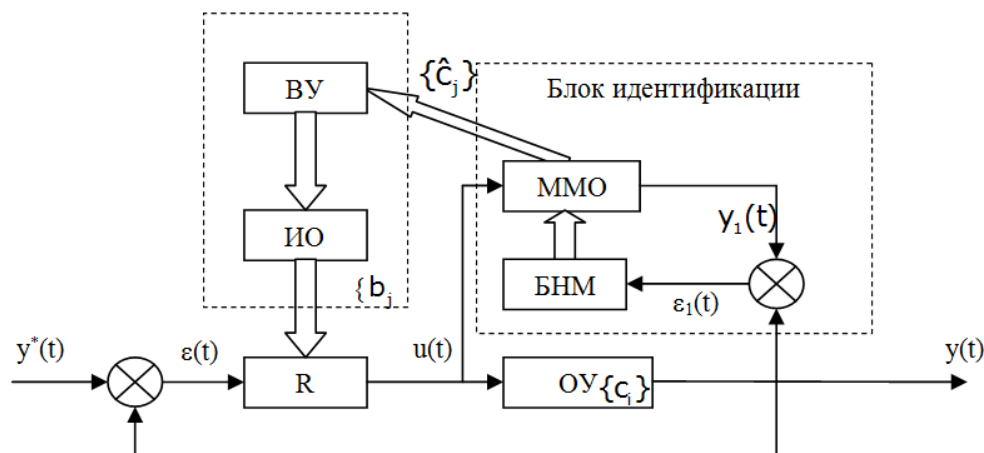 ВУ
{ĉj}
Блок идентификации
ММО
y1(t)
ИО
{bj
БНМ
ε1(t)
y*(t)
ε(t)
R
u(t)
ОУ{ci}
y(t)